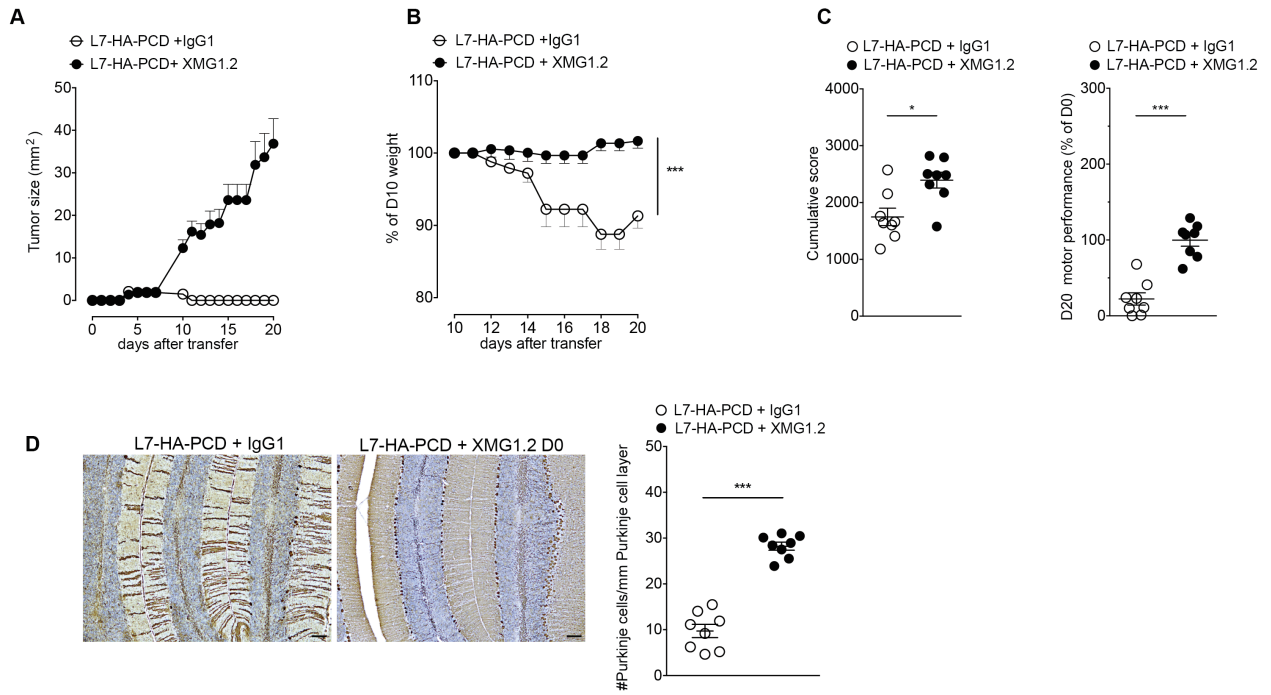 A
L7-HA-PCD +IgG1
L7-HA-PCD+ XMG1.2
Tumor size (mm2 )
50
40
30
20
10
0
0 5 10 15 20
days after transfer
B
L7-HA-PCD +IgG1
L7-HA-PCD + XMG1.2
% of D10 weight
110
100
90
80
***
10 12 14 16 18 20
days after transfer
C
L7-HA-PCD + IgG1
L7-HA-PCD + XMG1.2
Cumulative score
4000
3000
2000
1000
0
*
L7-HA-PCD + IgG1
L7-HA-PCD + XMG1.2
D20 motor performance (% of D0)
300
200
100
0
***
D
L7-HA-PCD + IgG1
L7-HA-PCD + XMG1.2 D0
L7-HA-PCD + IgG1
L7-HA-PCD + XMG1.2
#Purkinje cells/mm Purkinje cell layer
50
40
30
20
10
0
***